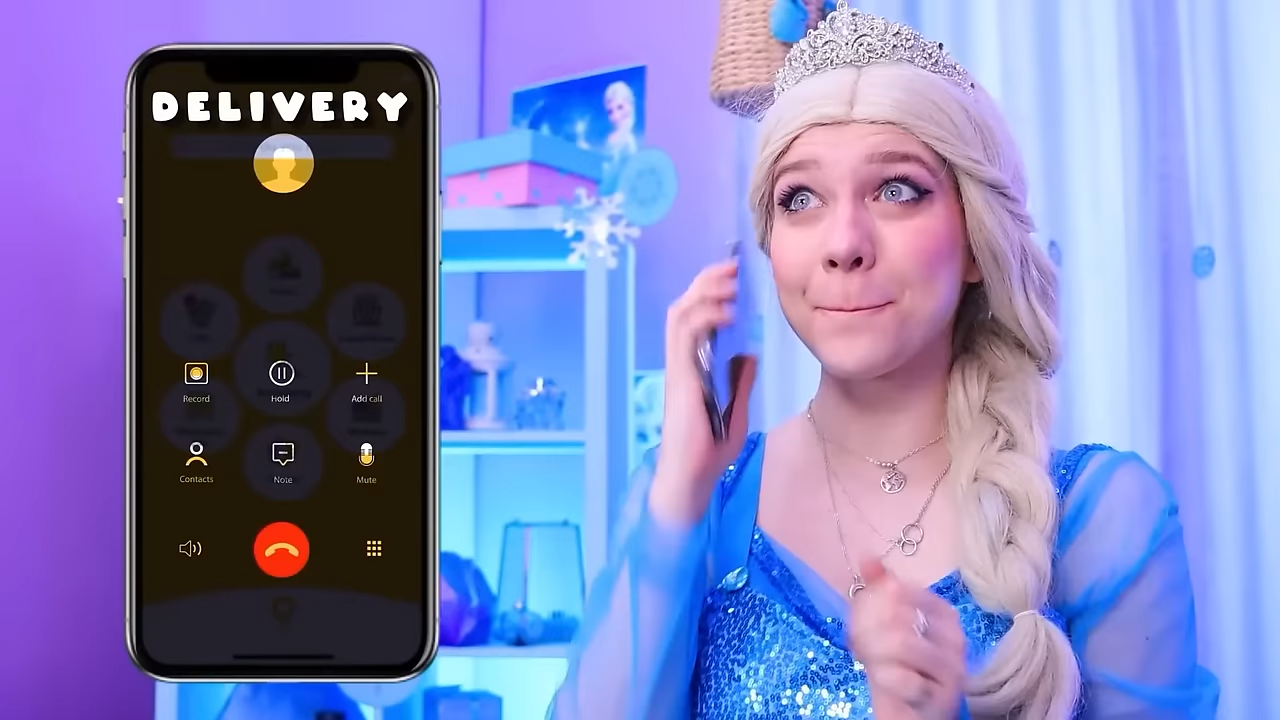 DELIVERY
Record
Hold
Add call
Contacts
Note
Mute